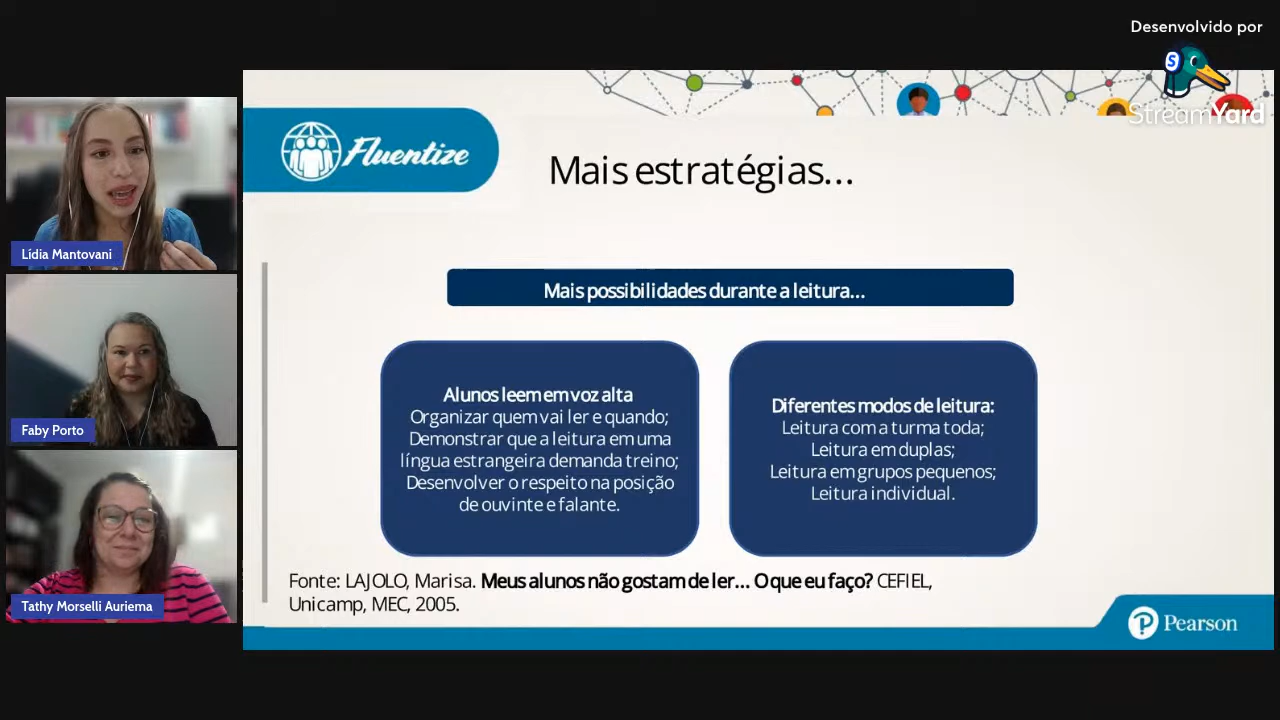 Desenvolvido por
StreamYard
Fluentize
Mais estratégias...
Lídia Mantovani
Mais possibilidades durante a leitura...
Alunos leem em voz alta
Organizar quem vai ler e quando;
Demonstrar que a leitura em uma
língua estrangeira demanda treino;
Desenvolver o respeito na posição
de ouvinte e falante.
Diferentes modos de leitura:
Leitura com a turma toda;
Leitura em duplas;
Leitura em grupos pequenos;
Leitura individual.
Faby Porto
Fonte: LAJOLO, Marisa. Meus alunos não gostam de ler... O que eu faço? CEFIEL,
Unicamp, MEC, 2005.
Tathy Morselli Auriema
Pearson